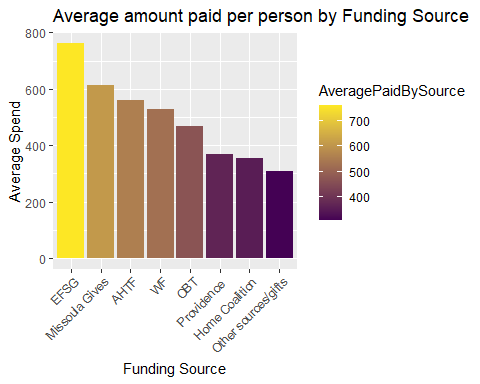 Average amount paid per person by Funding Source
800
600
400
200
0
Average Spend
EFSG
Missoula Gives
AHTF
WF
OBT
Providence
Home Coalition
Other sources/gifts
Funding Source
AveragePaidBySource
700
600
500
400